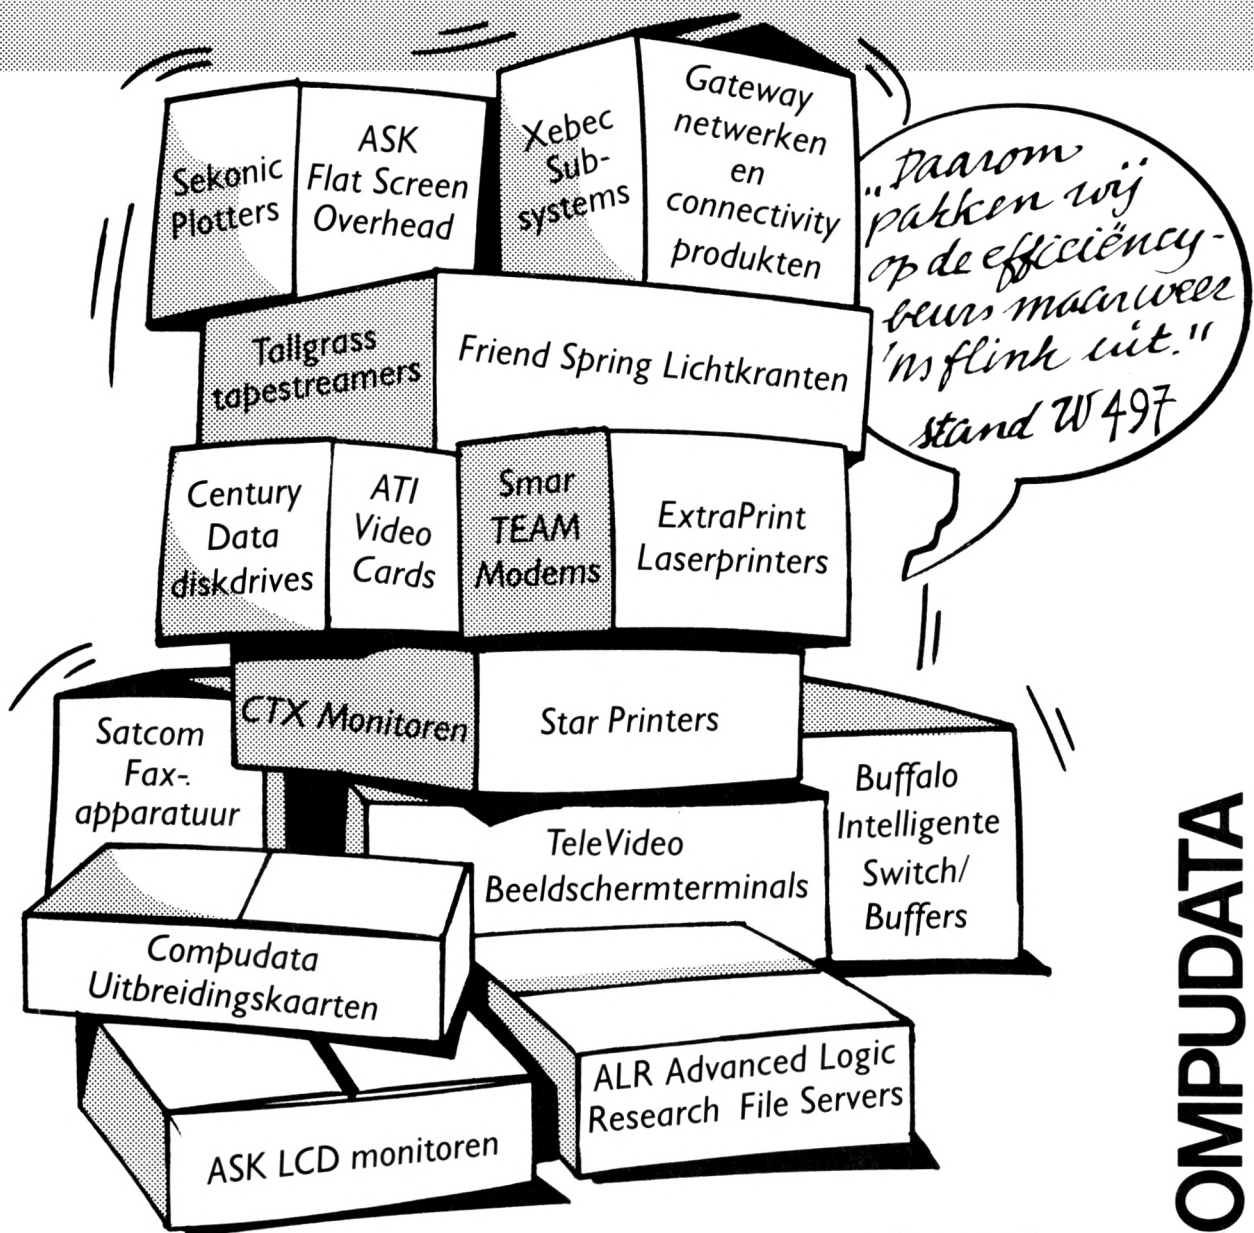 Sekonic
Plotters
ASK
Flat Screen
Overhead
Xebec
Sub-
systems
Gateway
netwerken
en
connectivity
produkten
„Daarom
pakken wij
op de efficiëncy-
beurs maar weer
'ns flink uit."
stand W 497
Tallgrass
tapestreamers
Friend Spring Lichtkranten
Century
Data
diskdrives
ATI
Video
Cards
Smar
TEAM
Modems
ExtraPrint
Laserprinters
CTX Monitoren
Star Printers
Satcom
Fax-
apparatuur
TeleVideo
Beeldschermterminals
Buffalo
Intelligente
Switch/
Buffers
Compudata
Uitbreidingskaarten
ALR Advanced Logic
Research File Servers
ASK LCD monitoren
OMPUDATA